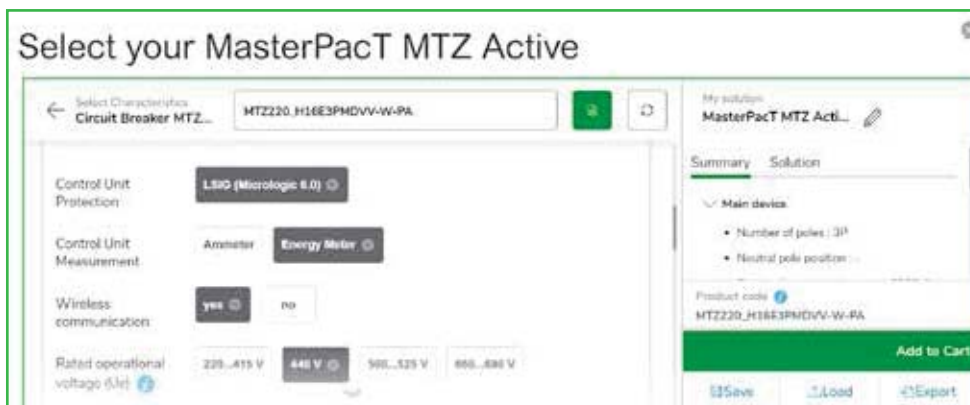 Select your MasterPacT MTZ Active
Select Characteristics
Circuit Breaker MTZ...
MTZ220_H16E3PMDVV-W-PA
My solution
MasterPacT MTZ Acti...
Summary Solution
Main device
Number of poles : 3P
Neutral pole position
Control Unit
Protection
LSIG (Micrologic 6.0)
Control Unit
Measurement
Ammeter Energy Meter
Wireless
communication
yes no
Rated operational
voltage (Ue)
220...415 V 440 V 500...525 V 660...690 V
Product code
MTZ220_H16E3PMDVV-W-PA
Add to Cart
Save Load Export